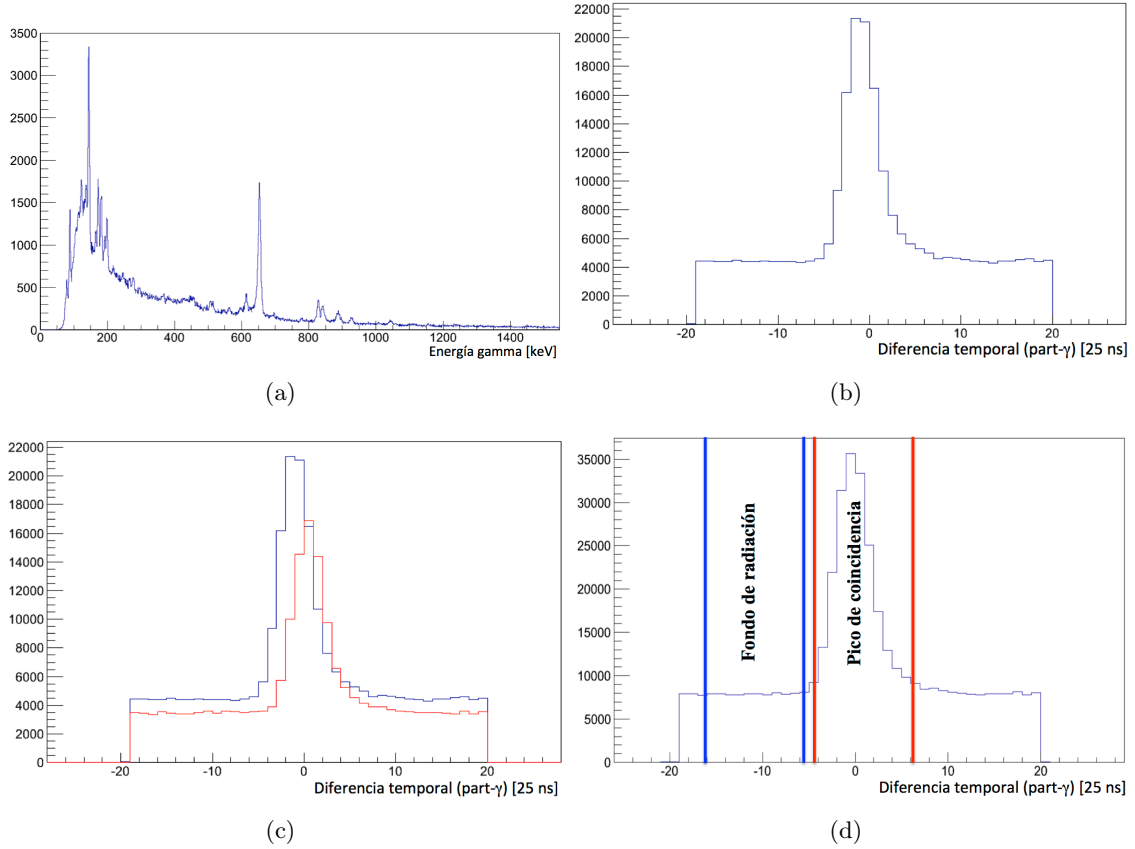 3500
3000
2500
2000
1500
1000
500
0
0 200 400 600 800 1000 1200 1400
Energía gamma [keV]
(a)
22000
20000
18000
16000
14000
12000
10000
8000
6000
4000
2000
0
-20 -10 0 10 20
Diferencia temporal (part-γ) [25 ns]
(b)
22000
20000
18000
16000
14000
12000
10000
8000
6000
4000
2000
0
-20 -10 0 10 20
Diferencia temporal (part-γ) [25 ns]
(c)
35000
30000
25000
20000
15000
10000
5000
0
Fondo de radiación
Pico de coincidencia
-20 -10 0 10 20
Diferencia temporal (part-γ) [25 ns]
(d)